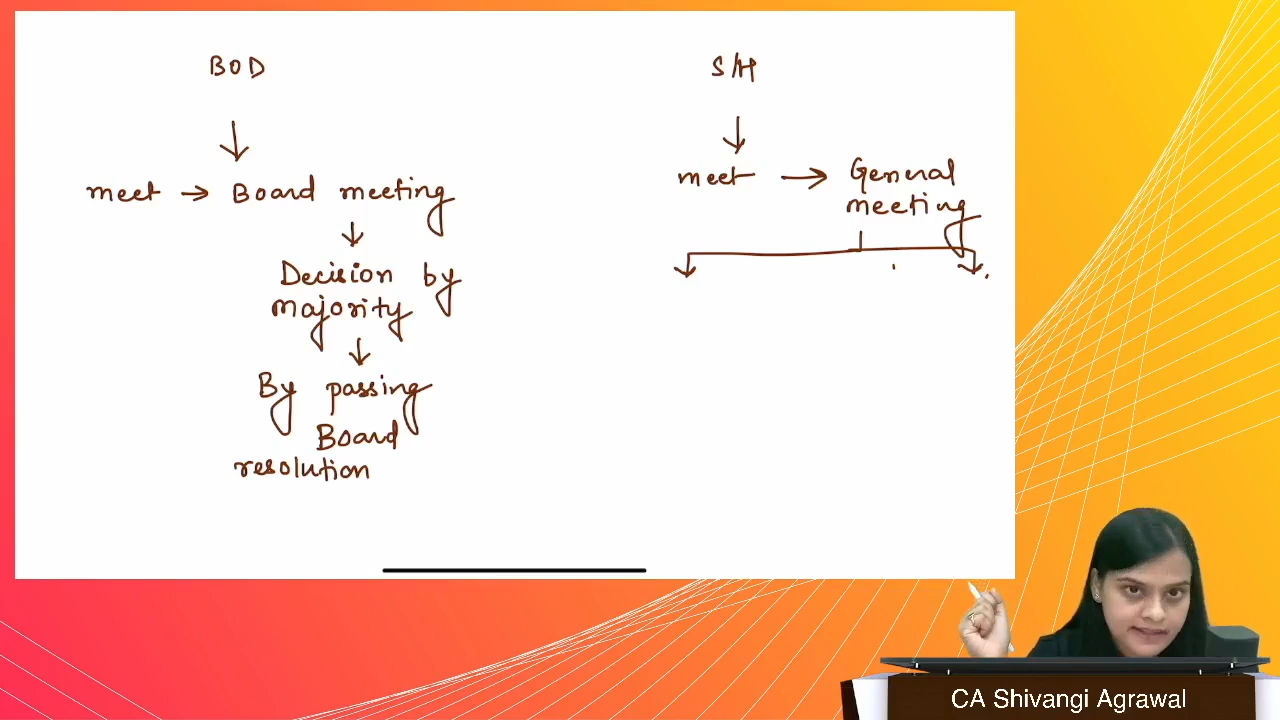 BOD
meet → Board meeting
Decision by
majority
By passing
Board
resolution
S/H
meet → General
meeting
CA Shivangi Agrawal